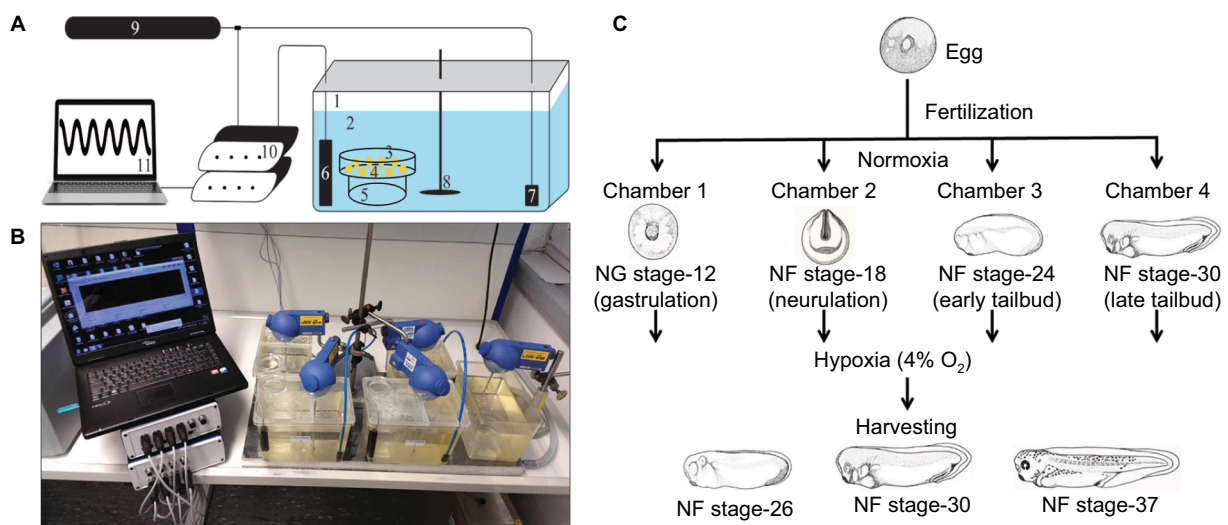 A
9
10
11
1
2
3
4
5
6
7
8
B
C
Egg
Fertilization
Normoxia
Chamber 1 Chamber 2 Chamber 3 Chamber 4
NG stage-12 NF stage-18 NF stage-24 NF stage-30
(gastrulation) (neurulation) (early tailbud) (late tailbud)
Hypoxia (4% O₂)
Harvesting
NF stage-26 NF stage-30 NF stage-37